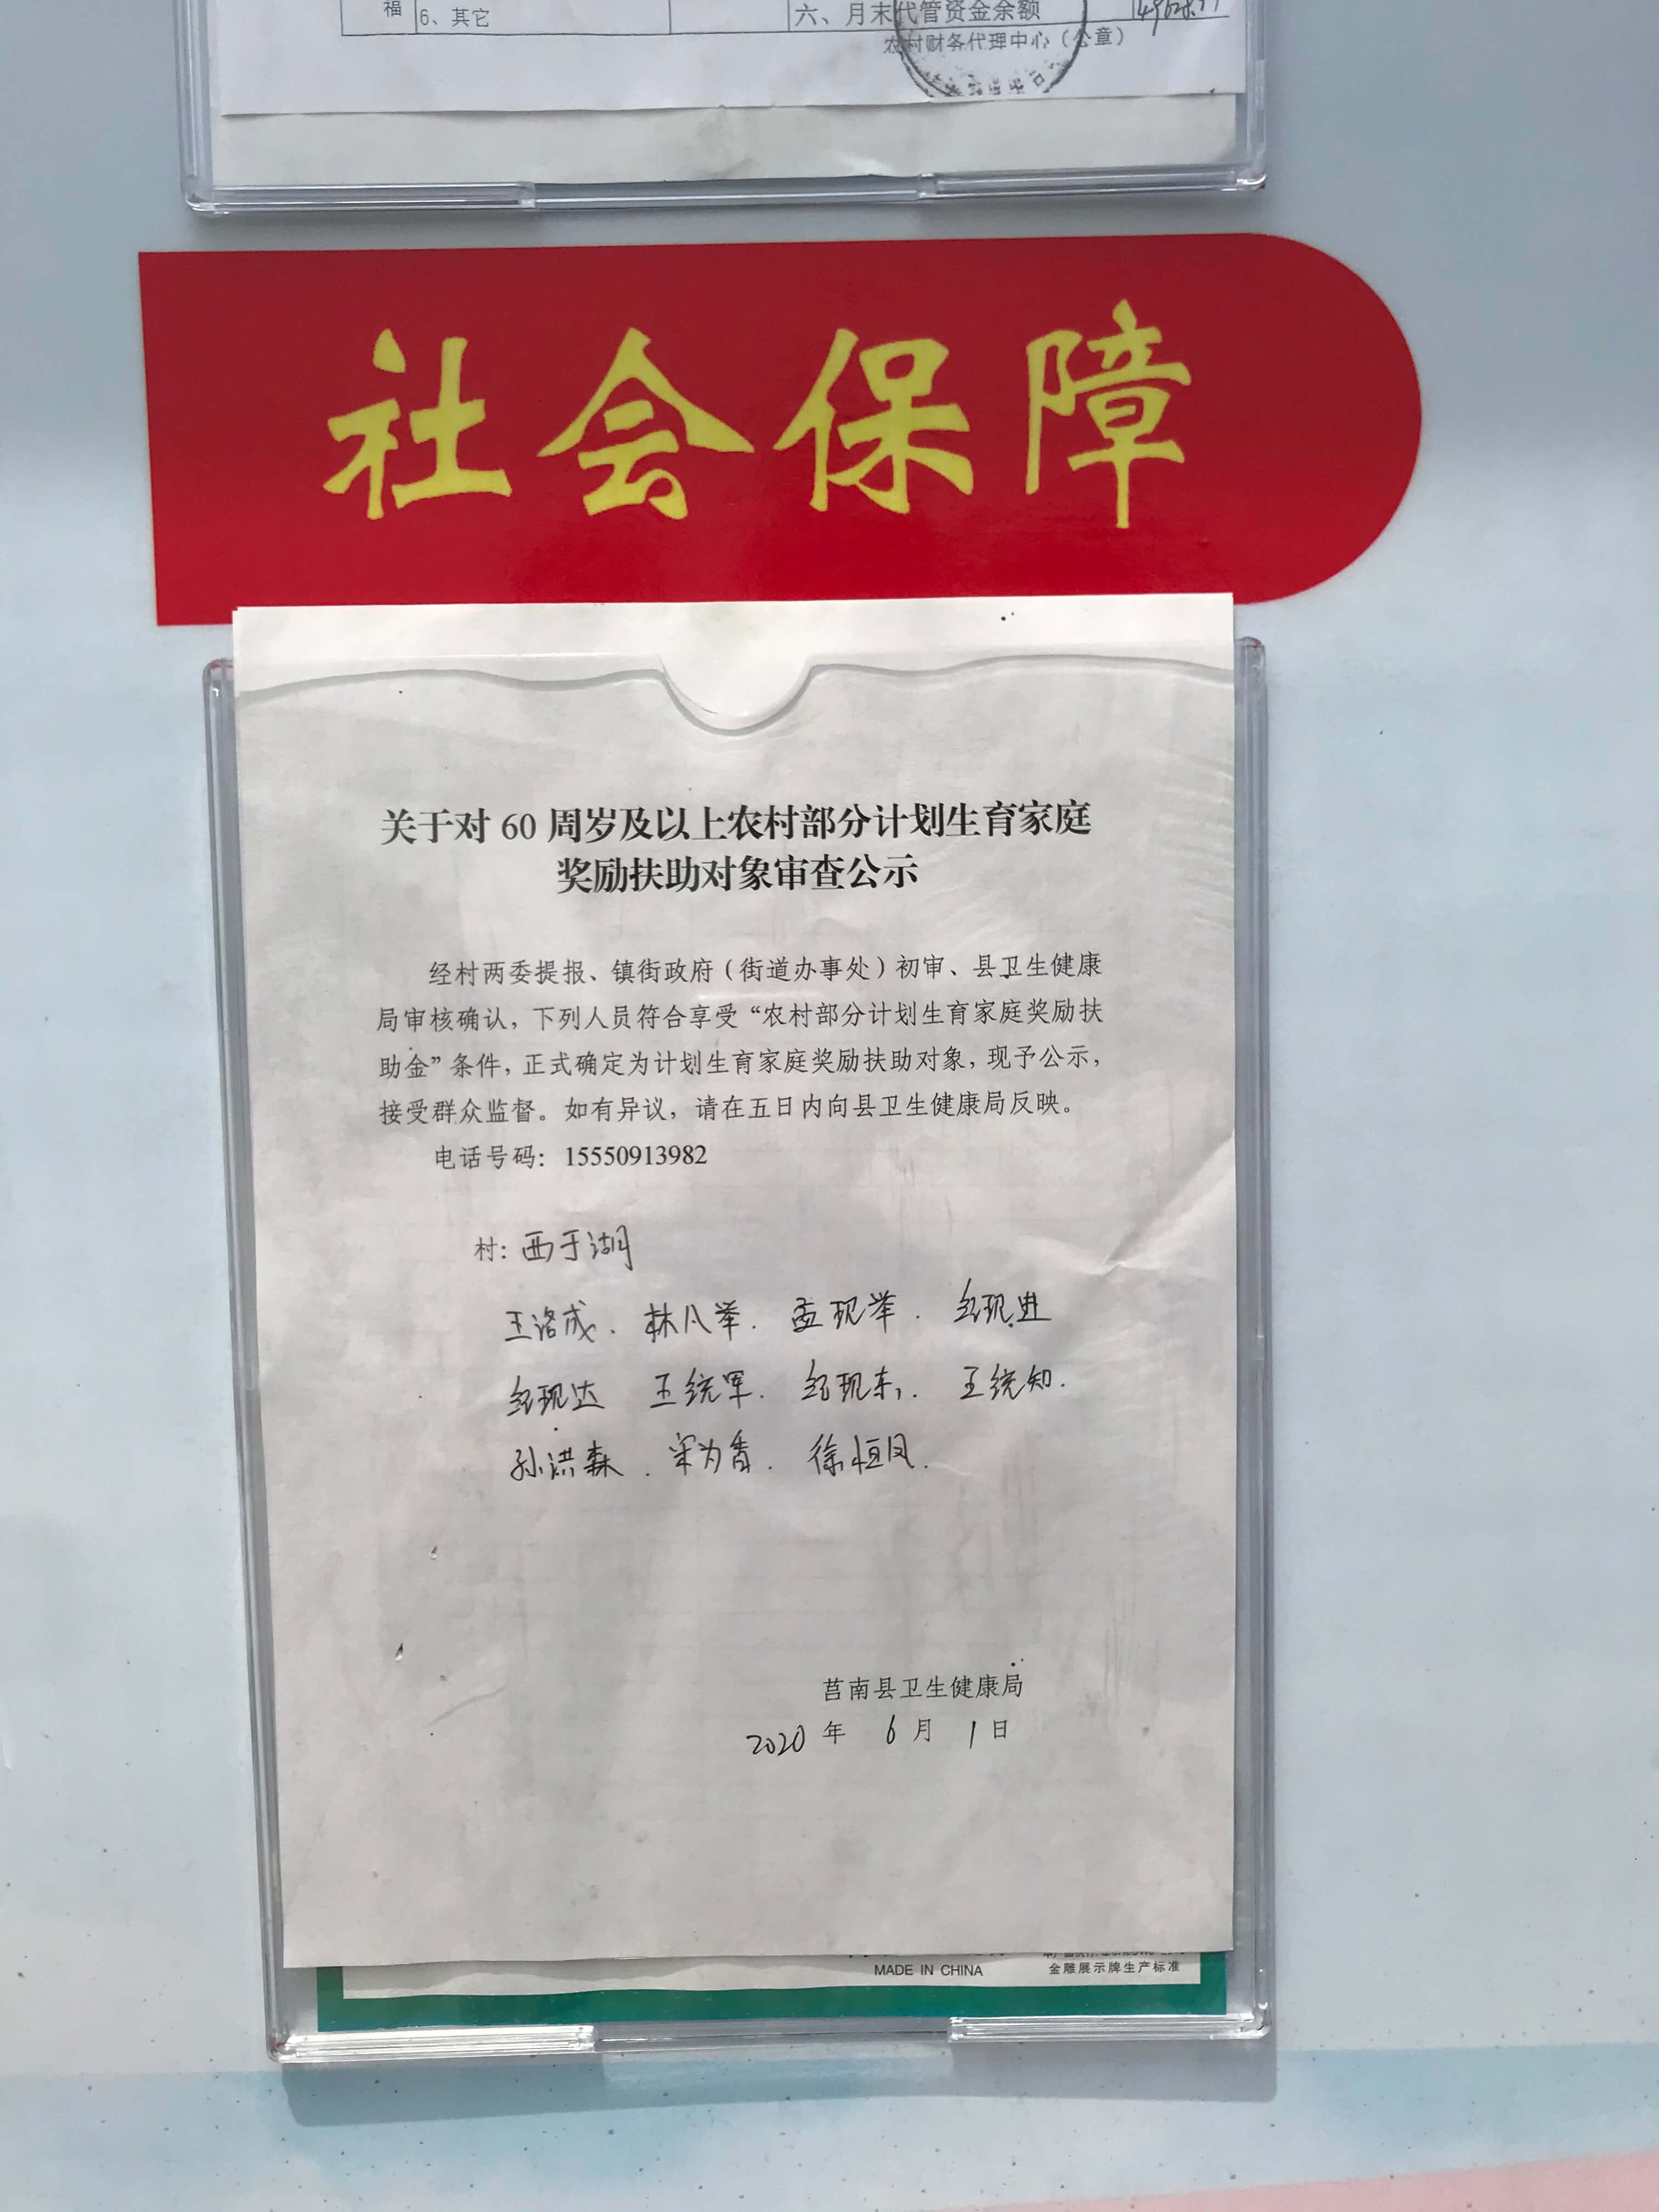 福
6、其它
六、月末代管资金余额
农村财务代理中心（公章）
社会保障
关于对 60 周岁及以上农村部分计划生育家庭
奖励扶助对象审查公示
经村两委提报、镇街政府（街道办事处）初审、县卫生健康
局审核确认，下列人员符合享受“农村部分计划生育家庭奖励扶
助金”条件，正式确定为计划生育家庭奖励扶助对象，现予公示，
接受群众监督。如有异议，请在五日内向县卫生健康局反映。
电话号码：15550913982
村：西于湖
王洛成、林八举、孟现举、纪现进
纪现达 王统军、纪现东、王统知、
孙洪森、宋为香、徐恒凤、
莒南县卫生健康局
2020 年 6 月 1 日
MADE IN CHINA
金雕展示牌生产标准